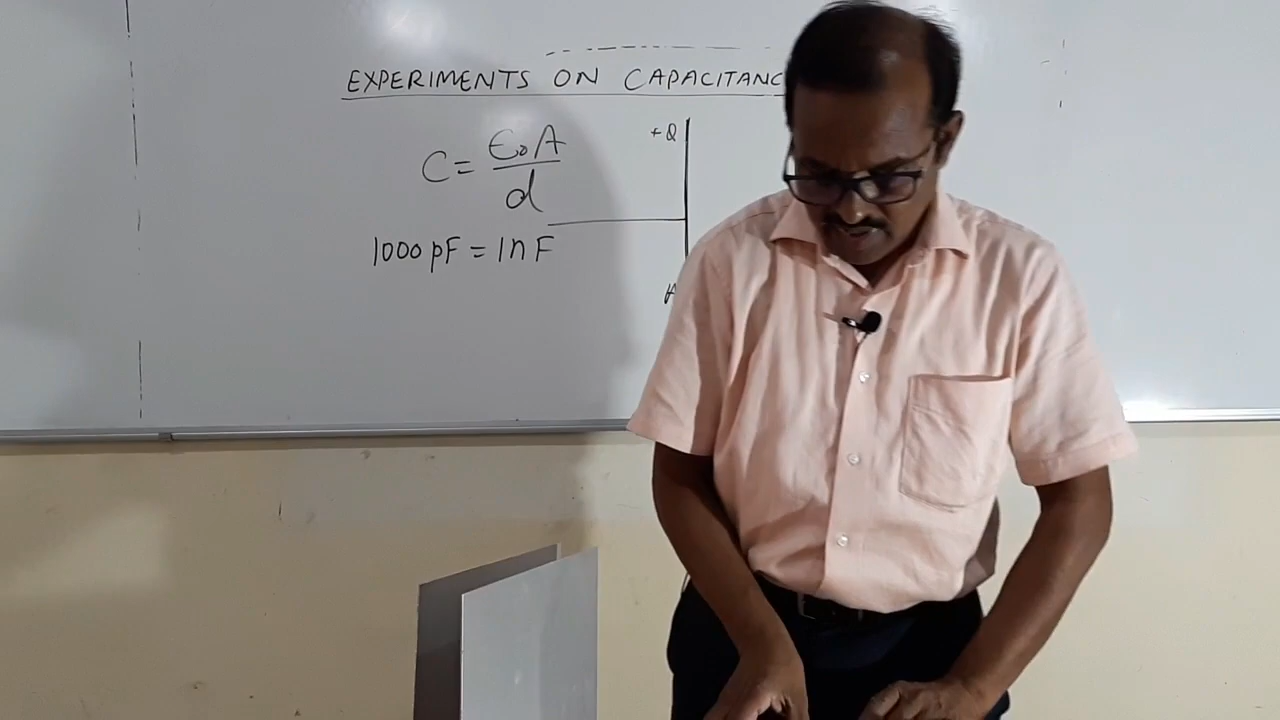 EXPERIMENTS ON CAPACITANC
C = ε₀A / d
+Q
1000 pF = 1 nF
A